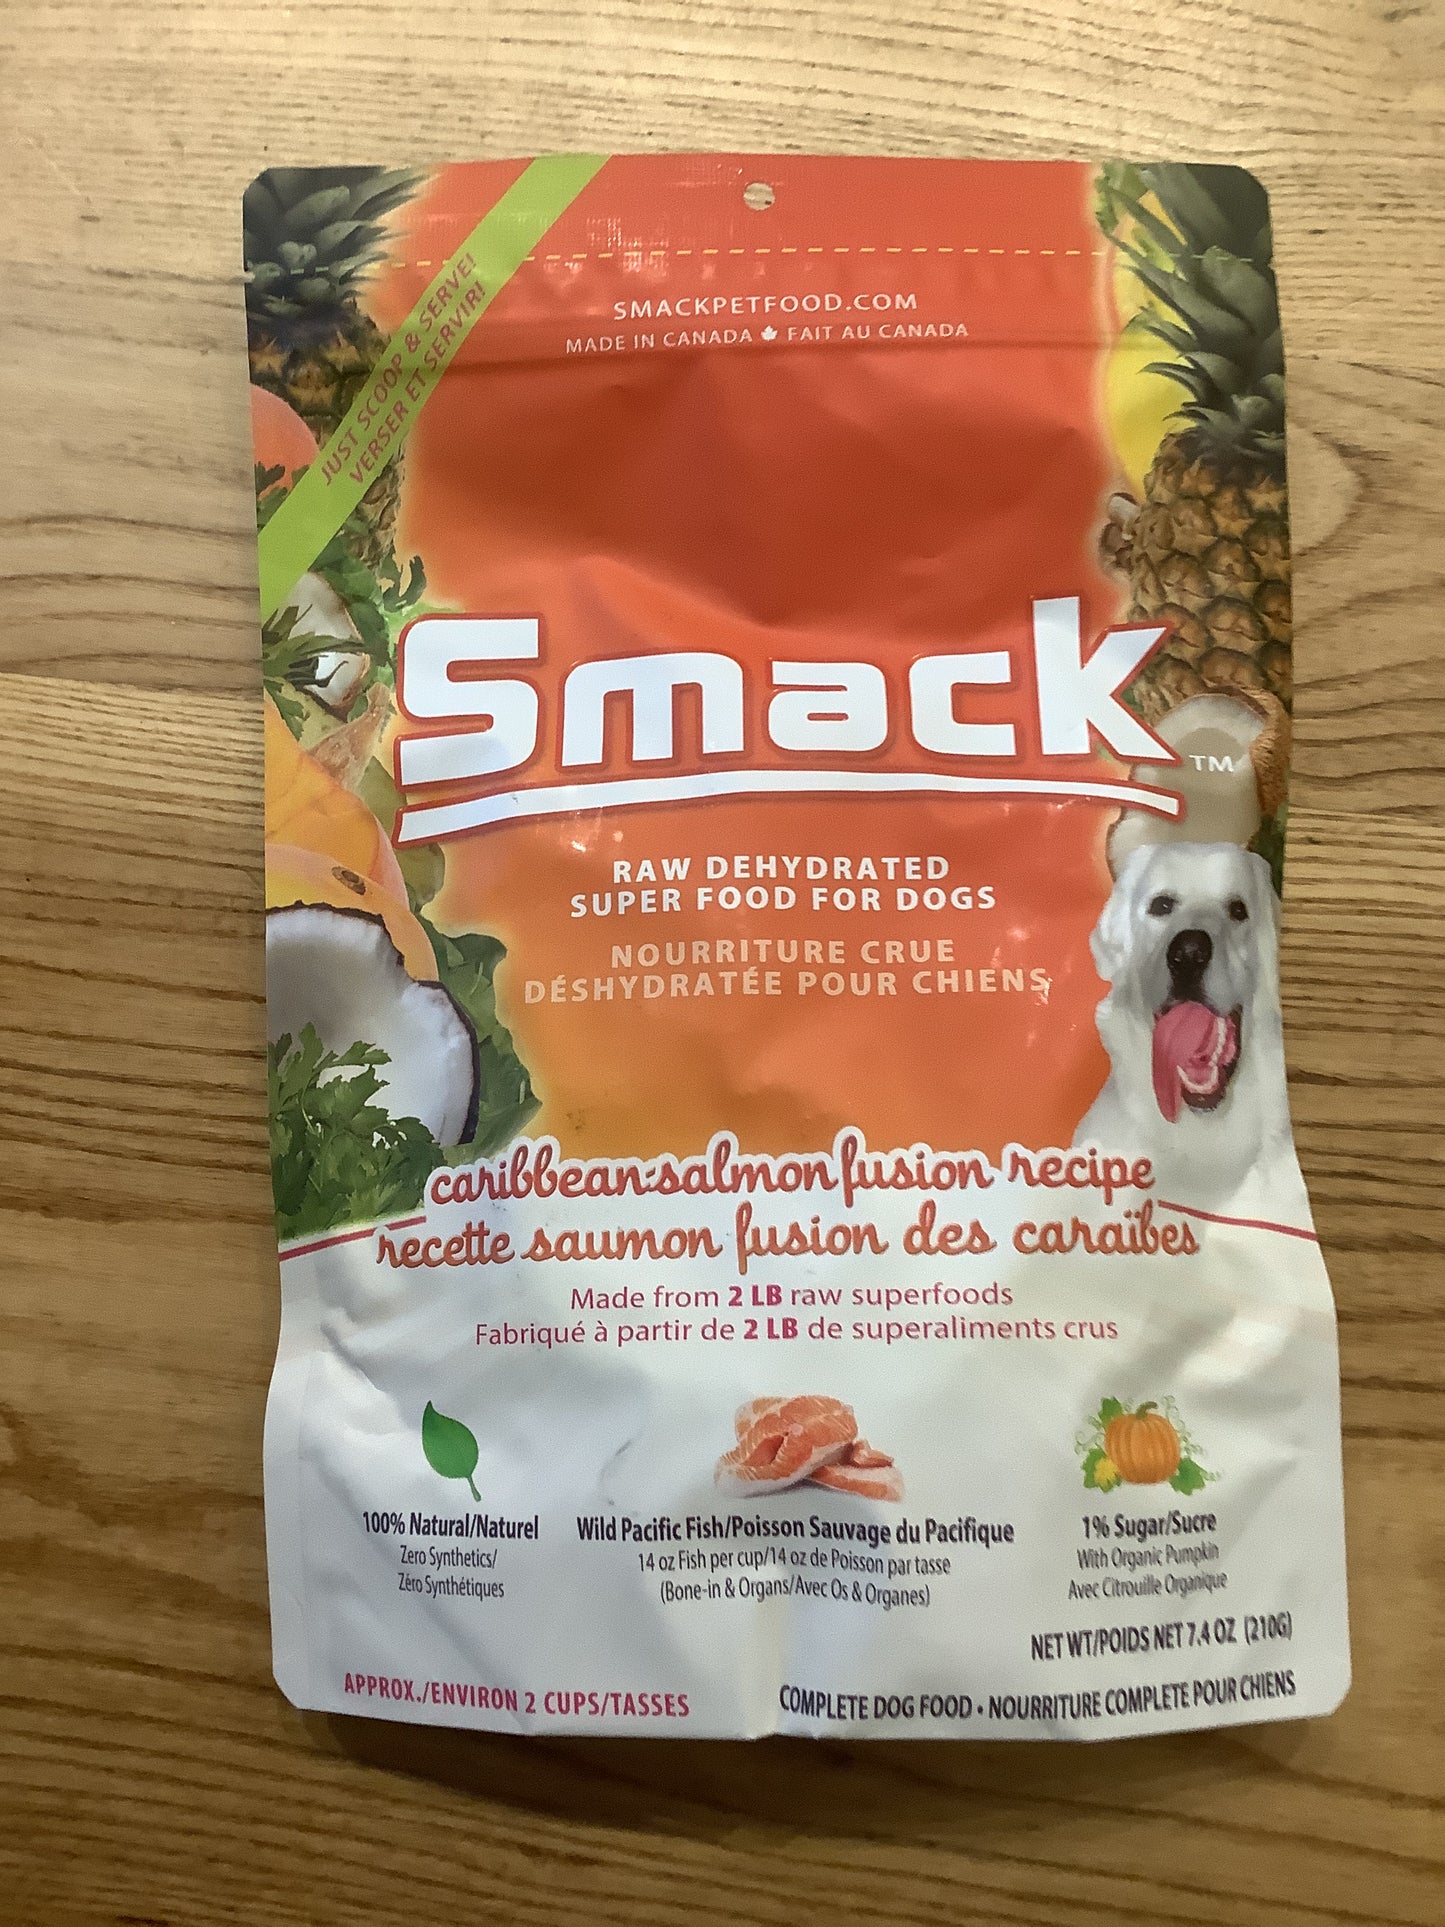 JUST SCOOP & SERVE!
VERSER ET SERVIR!
SMACKPETFOOD.COM
MADE IN CANADA FAIT AU CANADA
Smack™
RAW DEHYDRATED
SUPER FOOD FOR DOGS
NOURRITURE CRUE
DÉSHYDRATÉE POUR CHIENS
caribbean-salmon fusion recipe
recette saumon fusion des caraïbes
Made from 2 LB raw superfoods
Fabriqué à partir de 2 LB de superaliments crus
100% Natural/Naturel
Zero Synthetics/
Zéro Synthétiques
Wild Pacific Fish/Poisson Sauvage du Pacifique
14 oz Fish per cup/14 oz de Poisson par tasse
(Bone-in & Organs/Avec Os & Organes)
1% Sugar/Sucre
With Organic Pumpkin
Avec Citrouille Organique
NET WT/POIDS NET 7.4 OZ (210G)
APPROX./ENVIRON 2 CUPS/TASSES
COMPLETE DOG FOOD • NOURRITURE COMPLETE POUR CHIENS